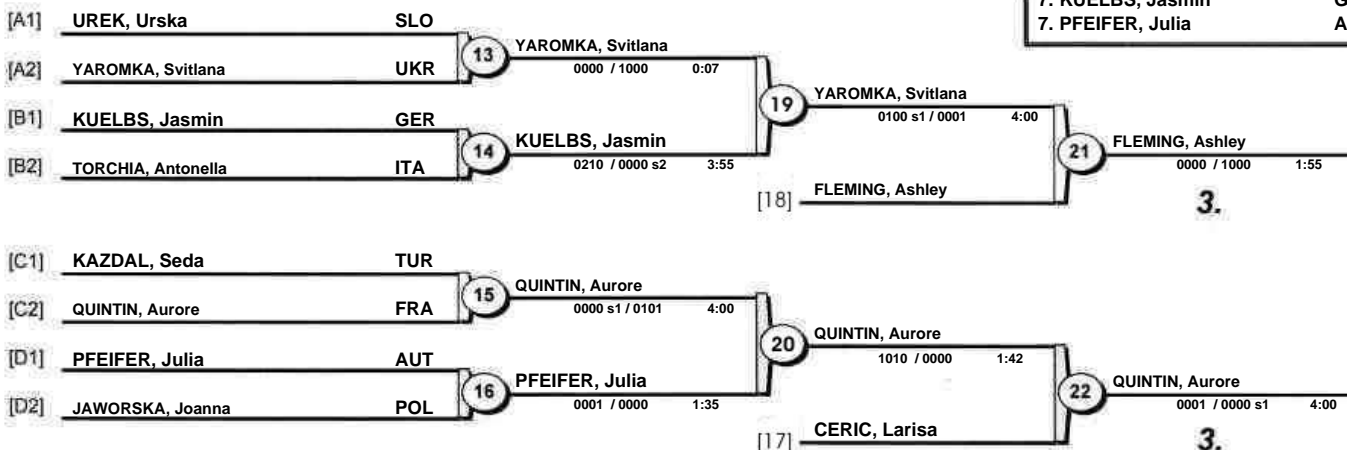 7. KUELBS, Jasmin G
7. PFEIFER, Julia A
[A1] UREK, Urska SLO
[A2] YAROMKA, Svitlana UKR
13 YAROMKA, Svitlana
0000 / 1000 0:07
[B1] KUELBS, Jasmin GER
[B2] TORCHIA, Antonella ITA
14 KUELBS, Jasmin
0210 / 0000 s2 3:55
19 YAROMKA, Svitlana
0100 s1 / 0001 4:00
[18] FLEMING, Ashley
21 FLEMING, Ashley
0000 / 1000 1:55
3.
[C1] KAZDAL, Seda TUR
[C2] QUINTIN, Aurore FRA
15 QUINTIN, Aurore
0000 s1 / 0101 4:00
[D1] PFEIFER, Julia AUT
[D2] JAWORSKA, Joanna POL
16 PFEIFER, Julia
0001 / 0000 1:35
20 QUINTIN, Aurore
1010 / 0000 1:42
[17] CERIC, Larisa
22 QUINTIN, Aurore
0001 / 0000 s1 4:00
3.